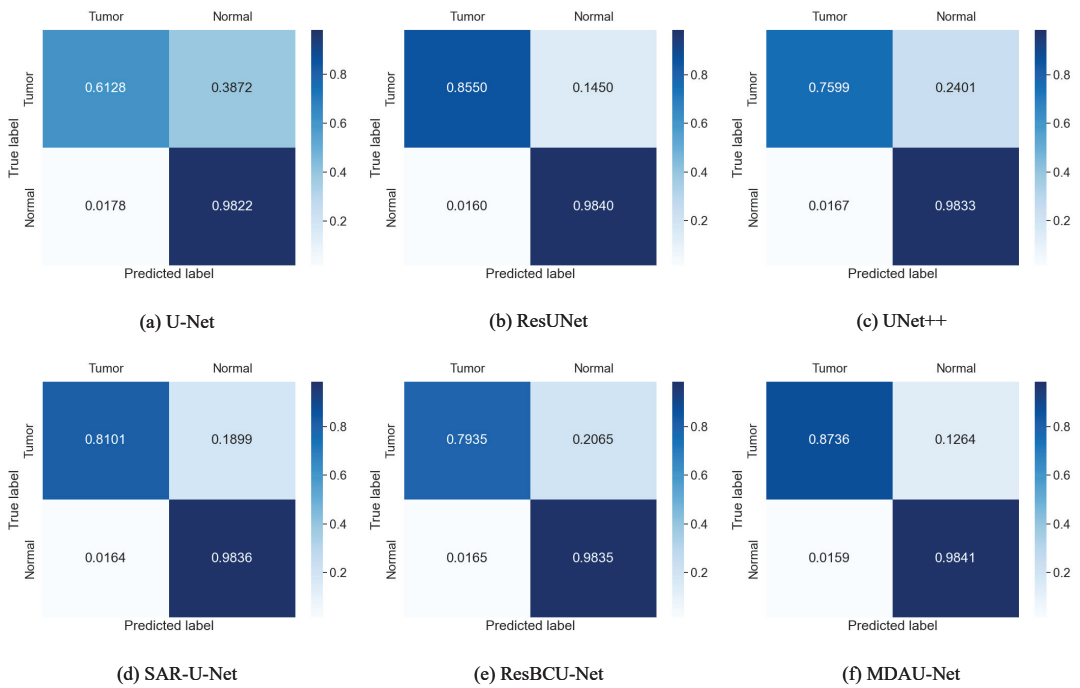 Tumor Normal
Tumor
Normal
True label
0.6128 0.3872
0.0178 0.9822
0.8
0.6
0.4
0.2
Predicted label
(a) U-Net
Tumor Normal
Tumor
Normal
True label
0.8550 0.1450
0.0160 0.9840
0.8
0.6
0.4
0.2
Predicted label
(b) ResUNet
Tumor Normal
Tumor
Normal
True label
0.7599 0.2401
0.0167 0.9833
0.8
0.6
0.4
0.2
Predicted label
(c) UNet++
Tumor Normal
Tumor
Normal
True label
0.8101 0.1899
0.0164 0.9836
0.8
0.6
0.4
0.2
Predicted label
(d) SAR-U-Net
Tumor Normal
Tumor
Normal
True label
0.7935 0.2065
0.0165 0.9835
0.8
0.6
0.4
0.2
Predicted label
(e) ResBCU-Net
Tumor Normal
Tumor
Normal
True label
0.8736 0.1264
0.0159 0.9841
0.8
0.6
0.4
0.2
Predicted label
(f) MDAU-Net